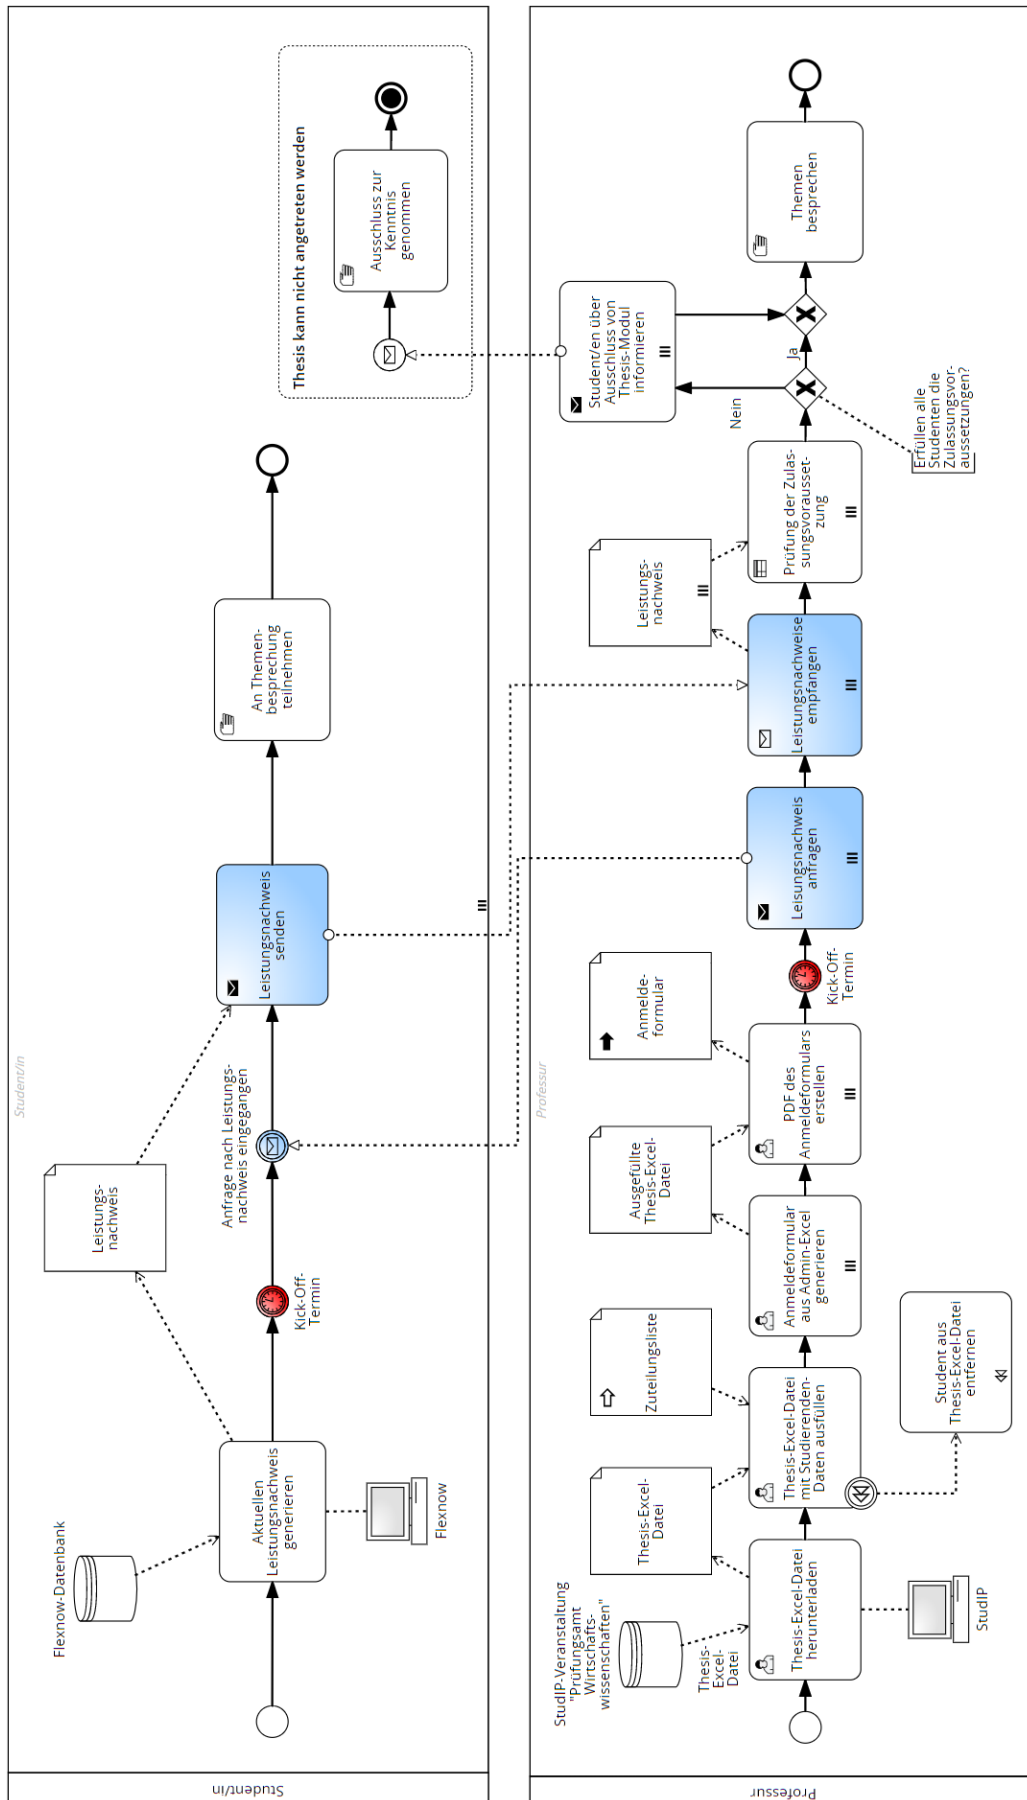 Student/in
Student/in
Flexnow-Datenbank
Aktuellen
Leistungsnachweis
generieren
Flexnow
Leistungs-
nachweis
Kick-Off-
Termin
Anfrage nach Leistungs-
nachweis eingegangen
Leistungsnachweis
senden
An Themen-
besprechung
teilnehmen
Thesis kann nicht angetreten werden
Ausschluss zur
Kenntnis
genommen
Professur
Professur
StudIP-Veranstaltung
"Prüfungsamt
Wirtschafts-
wissenschaften"
Thesis-
Excel-
Datei
Thesis-Excel-Datei
herunterladen
StudIP
Thesis-Excel-
Datei
Thesis-Excel-Datei
mit Studierenden-
Daten ausfüllen
Zuteilungsliste
Student aus
Thesis-Excel-Datei
entfernen
Anmeldeformular
aus Admin-Excel
generieren
Ausgefüllte
Thesis-Excel-
Datei
PDF des
Anmeldeformulars
erstellen
Anmelde-
formular
Kick-Off-
Termin
Leisungsnachweis
anfragen
Leistungsnachweise
empfangen
Leistungs-
nachweis
Prüfung der Zulas-
sungsvorausset-
zung
Erfüllen alle
Studenten die
Zulassungsvor-
aussetzungen?
Nein
Ja
Student/en über
Ausschluss von
Thesis-Modul
informieren
Themen
besprechen